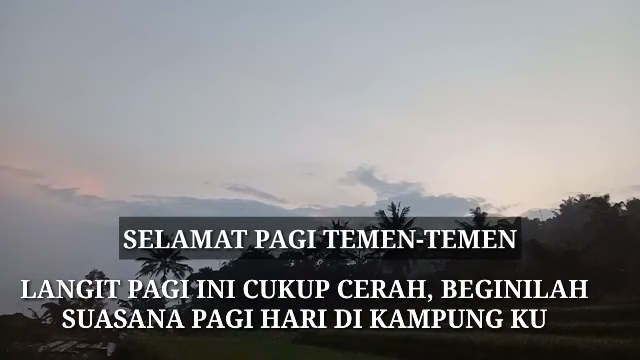 SELAMAT PAGI TEMEN-TEMEN
LANGIT PAGI INI CUKUP CERAH, BEGINILAH
SUASANA PAGI HARI DI KAMPUNG KU